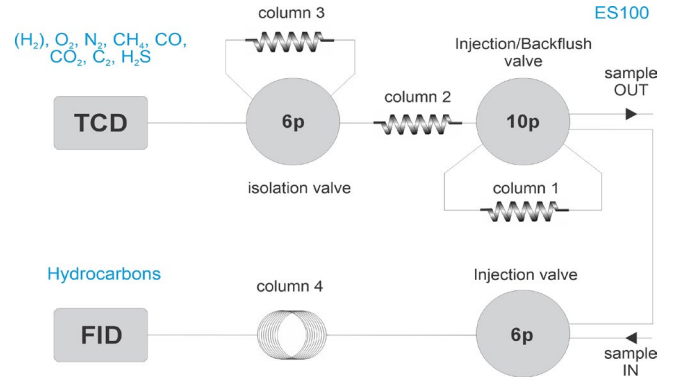 column 3
ES100
(H₂), O₂, N₂, CH₄, CO,
CO₂, C₂, H₂S
Injection/Backflush
valve
sample
OUT
column 2
TCD
6p
10p
isolation valve
column 1
Hydrocarbons
column 4
Injection valve
FID
6p
sample
IN